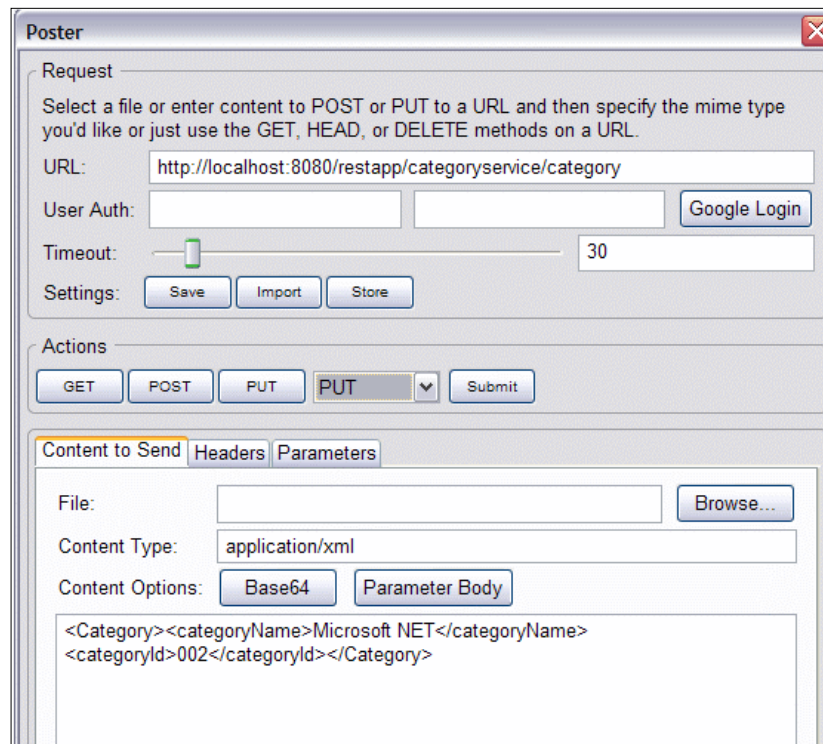 Poster
Request
Select a file or enter content to POST or PUT to a URL and then specify the mime type
you'd like or just use the GET, HEAD, or DELETE methods on a URL.
URL: http://localhost:8080/restapp/categoryservice/category
User Auth: Google Login
Timeout: 30
Settings: Save Import Store
Actions
GET POST PUT PUT Submit
Content to Send Headers Parameters
File: Browse...
Content Type: application/xml
Content Options: Base64 Parameter Body
<Category><categoryName>Microsoft NET</categoryName>
<categoryId>002</categoryId></Category>